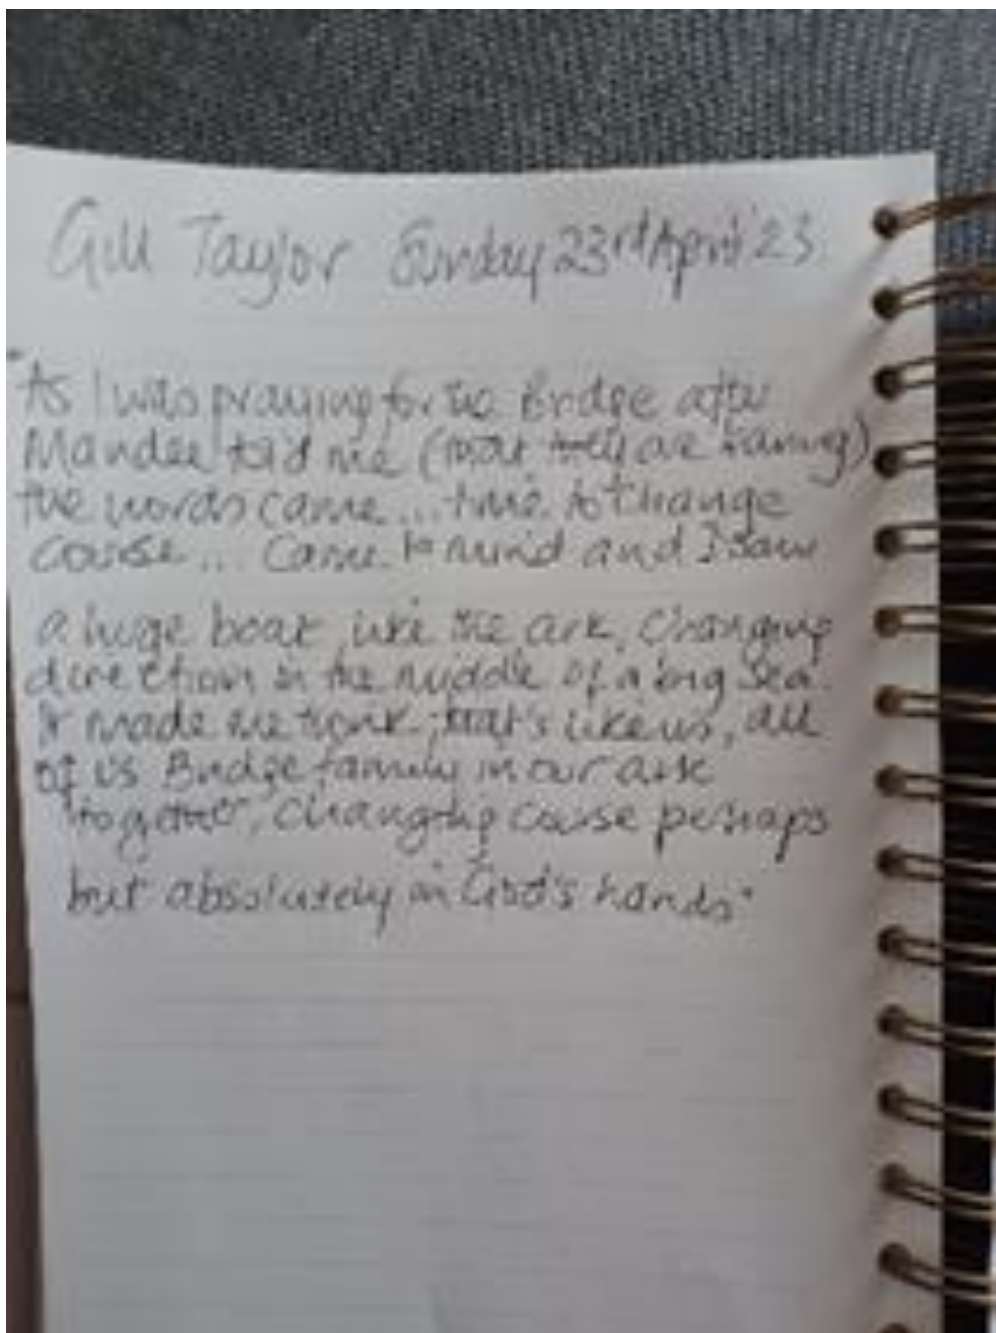 Gill Taylor Sunday 23rd April '23
"As I was praying for the Bridge after
Mandee told me (that they are leaving)
the words came... time to change
course... came to mind and I saw
a huge boat, like the ark, changing
direction in the middle of a big sea.
It made me think, that's like us, all
of us Bridge family in our ark
together, changing course perhaps
but absolutely in God's hands"